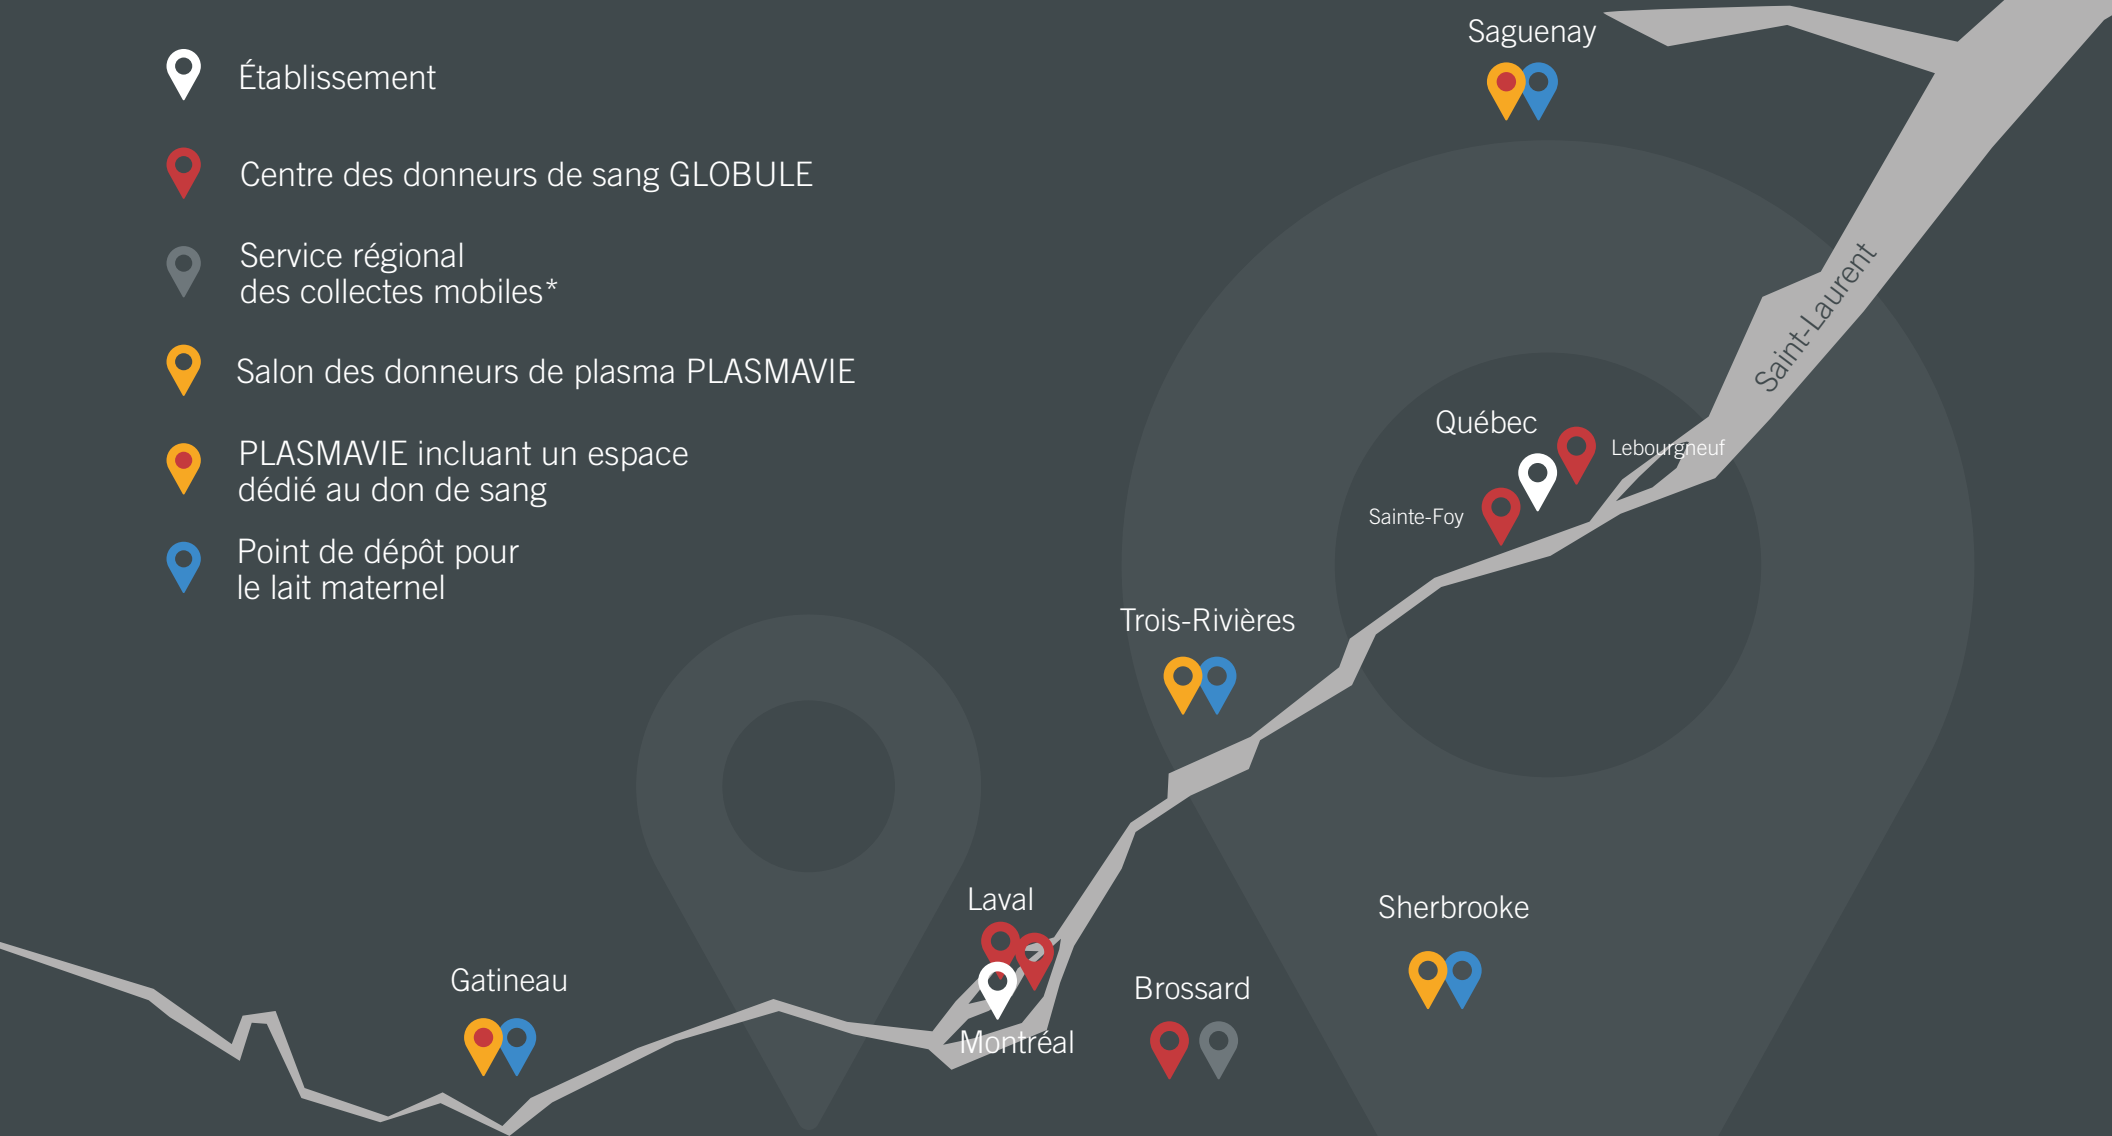 Établissement
Centre des donneurs de sang GLOBULE
Service régional
des collectes mobiles*
Salon des donneurs de plasma PLASMAVIE
PLASMAVIE incluant un espace
dédié au don de sang
Point de dépôt pour
le lait maternel
Saguenay
Saint-Laurent
Québec
Lebourgneuf
Sainte-Foy
Trois-Rivières
Laval
Sherbrooke
Gatineau
Brossard
Montréal